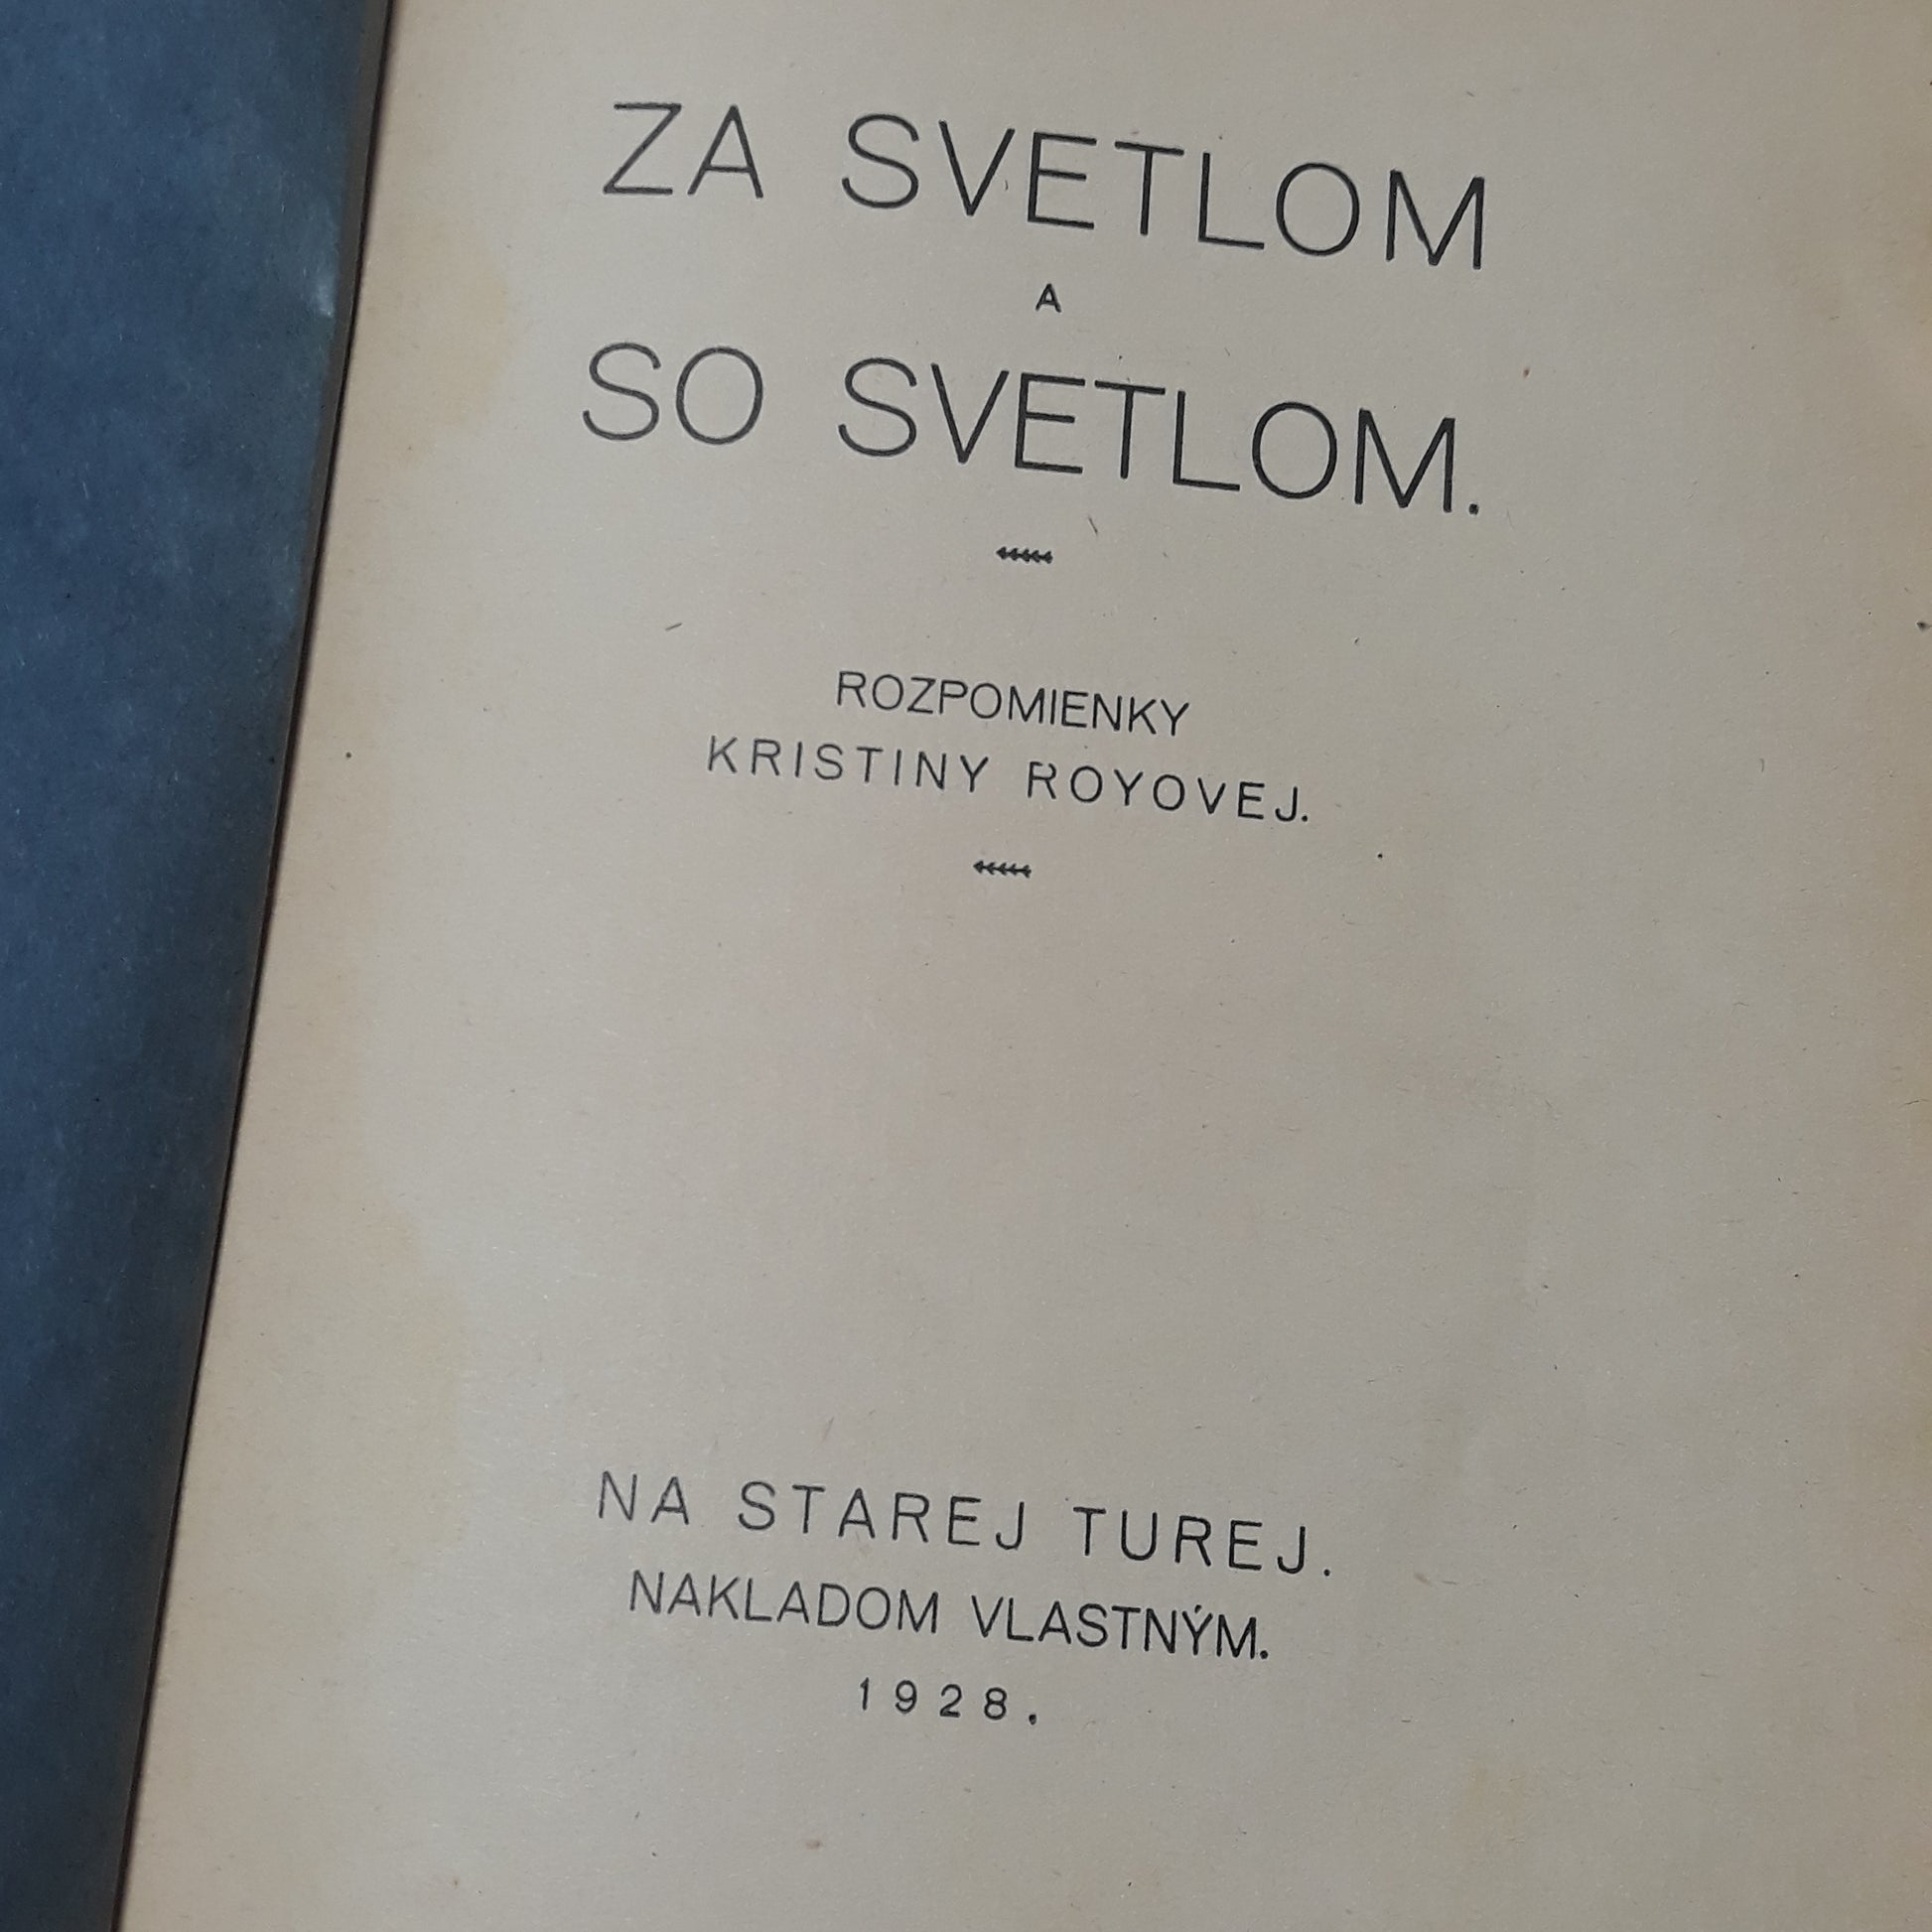 ZA SVETLOM
A
SO SVETLOM.
ROZPOMIENKY
KRISTINY ROYOVEJ.
NA STAREJ TUREJ.
NAKLADOM VLASTNÝM.
1928.